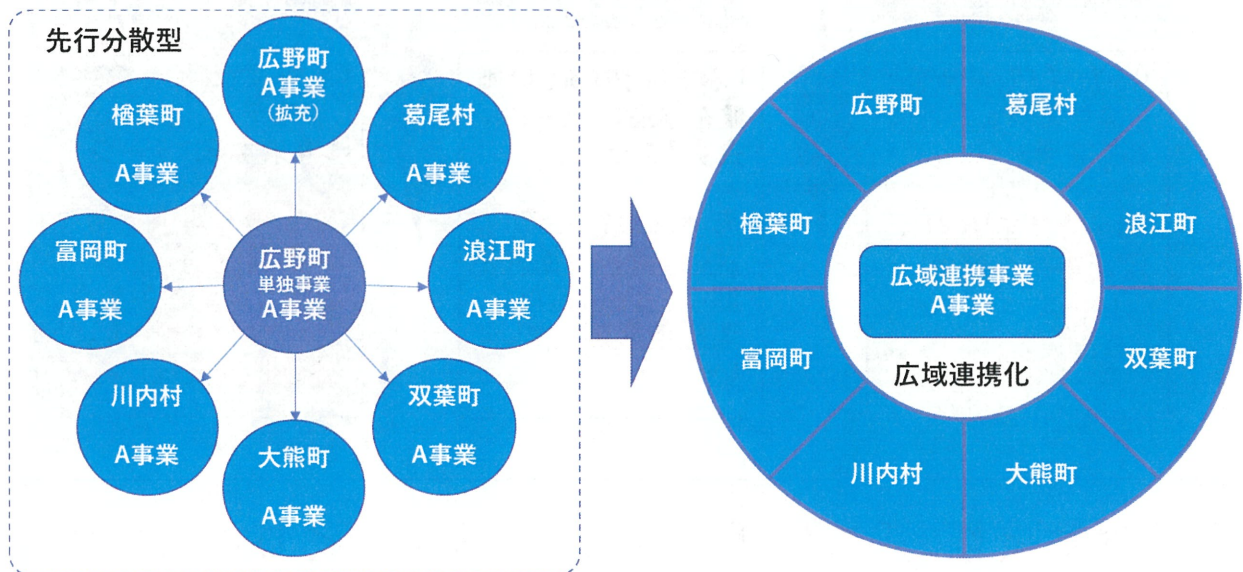 先行分散型
広野町
A事業
(拡充)
楢葉町
A事業
葛尾村
A事業
富岡町
A事業
広野町
単独事業
A事業
浪江町
A事業
川内村
A事業
双葉町
A事業
大熊町
A事業
広野町
葛尾村
楢葉町
浪江町
広域連携事業
A事業
富岡町
双葉町
広域連携化
川内村
大熊町